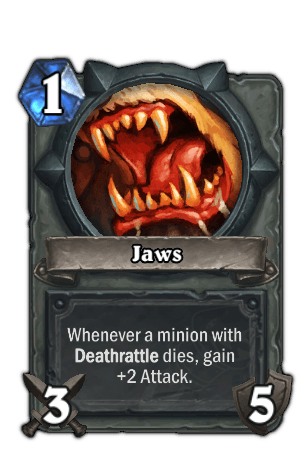 1
Jaws
Whenever a minion with
Deathrattle dies, gain
+2 Attack.
3
5